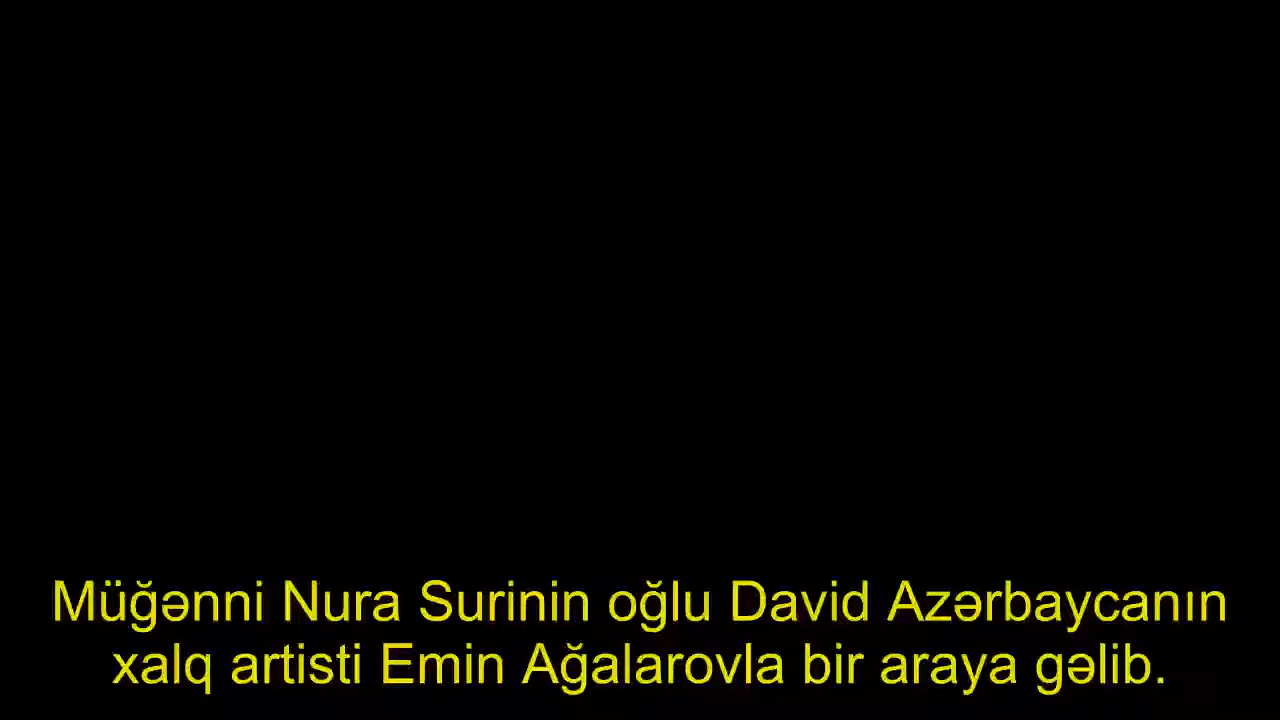 Müğənni Nura Surinin oğlu David Azərbaycanın
xalq artisti Emin Ağalarovla bir araya gəlib.